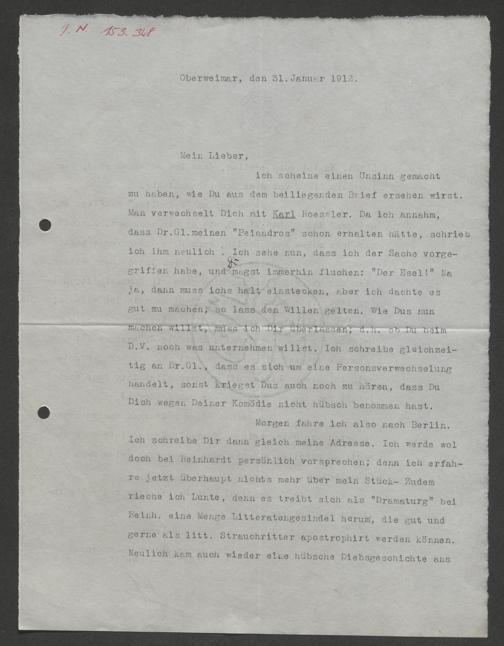 J. N. 153.348
Oberweimar, den 31.Januar 1912.
Mein Lieber,
ich scheine einen Unsinn gemacht
zu haben, wie Du aus dem beiliegenden Brief ersehen wirst.
Man verwechselt Dich mit Karl Roessler. Da ich annahm,
dass Dr.Gl.meinen "Peiandros" schon erhalten hätte, schrieb
ich ihm neulich . Ich sehe nun, dass ich der Sache vorge-
griffen habe, und magst immerhin fluchen: "Der Esel!" Na
ja, dann muss ichs halt einstecken, aber ich dachte es
gut zu machen; so lass den Willen gelten. Wie Dus nun
machen willst, muss ich Dir überlassen; d.h. ob Du beim
D.V. noch was unternehmen willst. Ich schreibe gleichzei-
tig an Dr.Gl., dass es sich um eine Personsverwechselung
handelt, sonst kriegst Dus auch noch zu hören, dass Du
Dich wegen Deiner Komödie nicht hübsch benommen hast.
Morgen fahre ich also nach Berlin.
Ich schreibe Dir dann gleich meine Adresse. Ich werde wol
doch bei Reinhardt persönlich vorsprechen; denn ich erfah-
re jetzt überhaupt nichts mehr über mein Stück- Zudem
rieche ich Lunte, denn es treibt sich als "Dramaturg" bei
Reinh. eine Menge Litteratengesindel herum, die gut und
gerne als litt. Strauchritter apostrophirt werden können.
Neulich kam auch wieder eine hübsche Diebsgeschichte ans